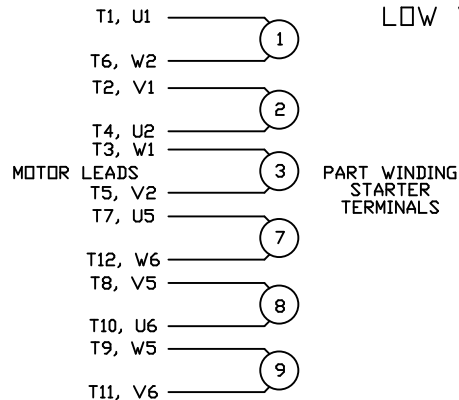 LOW
T1, U1
1
T6, W2
T2, V1
2
T4, U2
T3, W1
MOTOR LEADS
3
PART WINDING
STARTER
TERMINALS
T5, V2
T7, U5
7
T12, W6
T8, V5
8
T10, U6
T9, W5
9
T11, V6